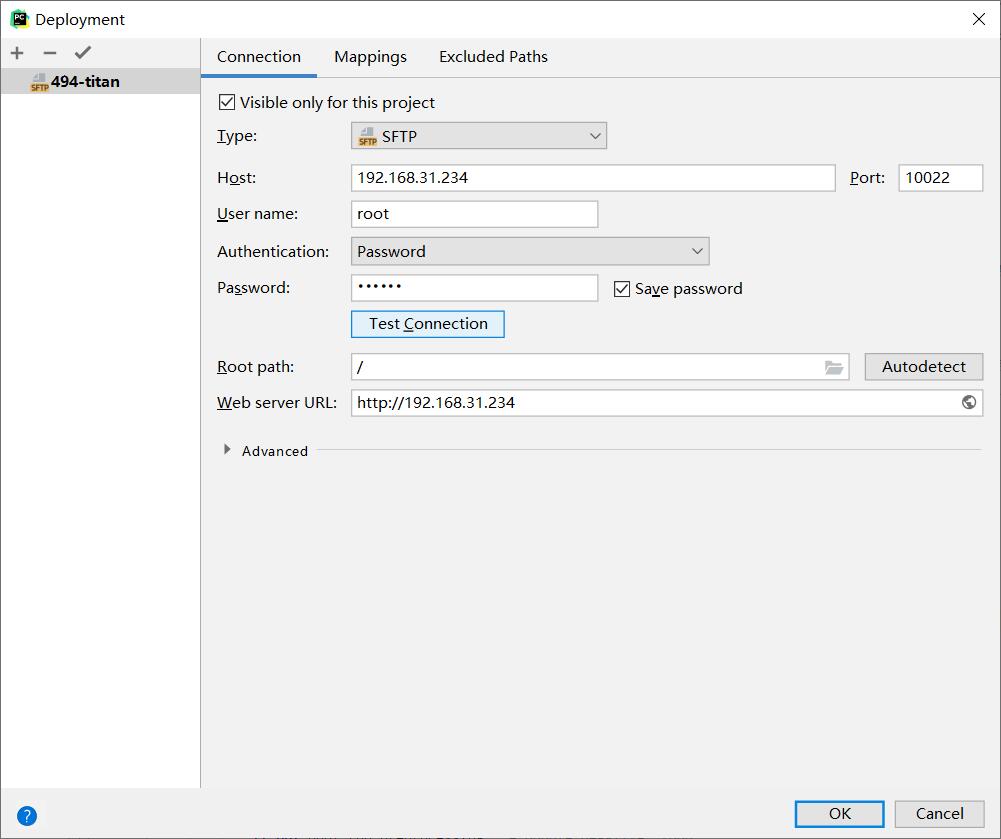 Deployment
494-titan
Connection Mappings Excluded Paths
Visible only for this project
Type: SFTP
Host: 192.168.31.234 Port: 10022
User name: root
Authentication: Password
Password: •••••• Save password
Test Connection
Root path: / Autodetect
Web server URL: http://192.168.31.234
Advanced
? OK Cancel